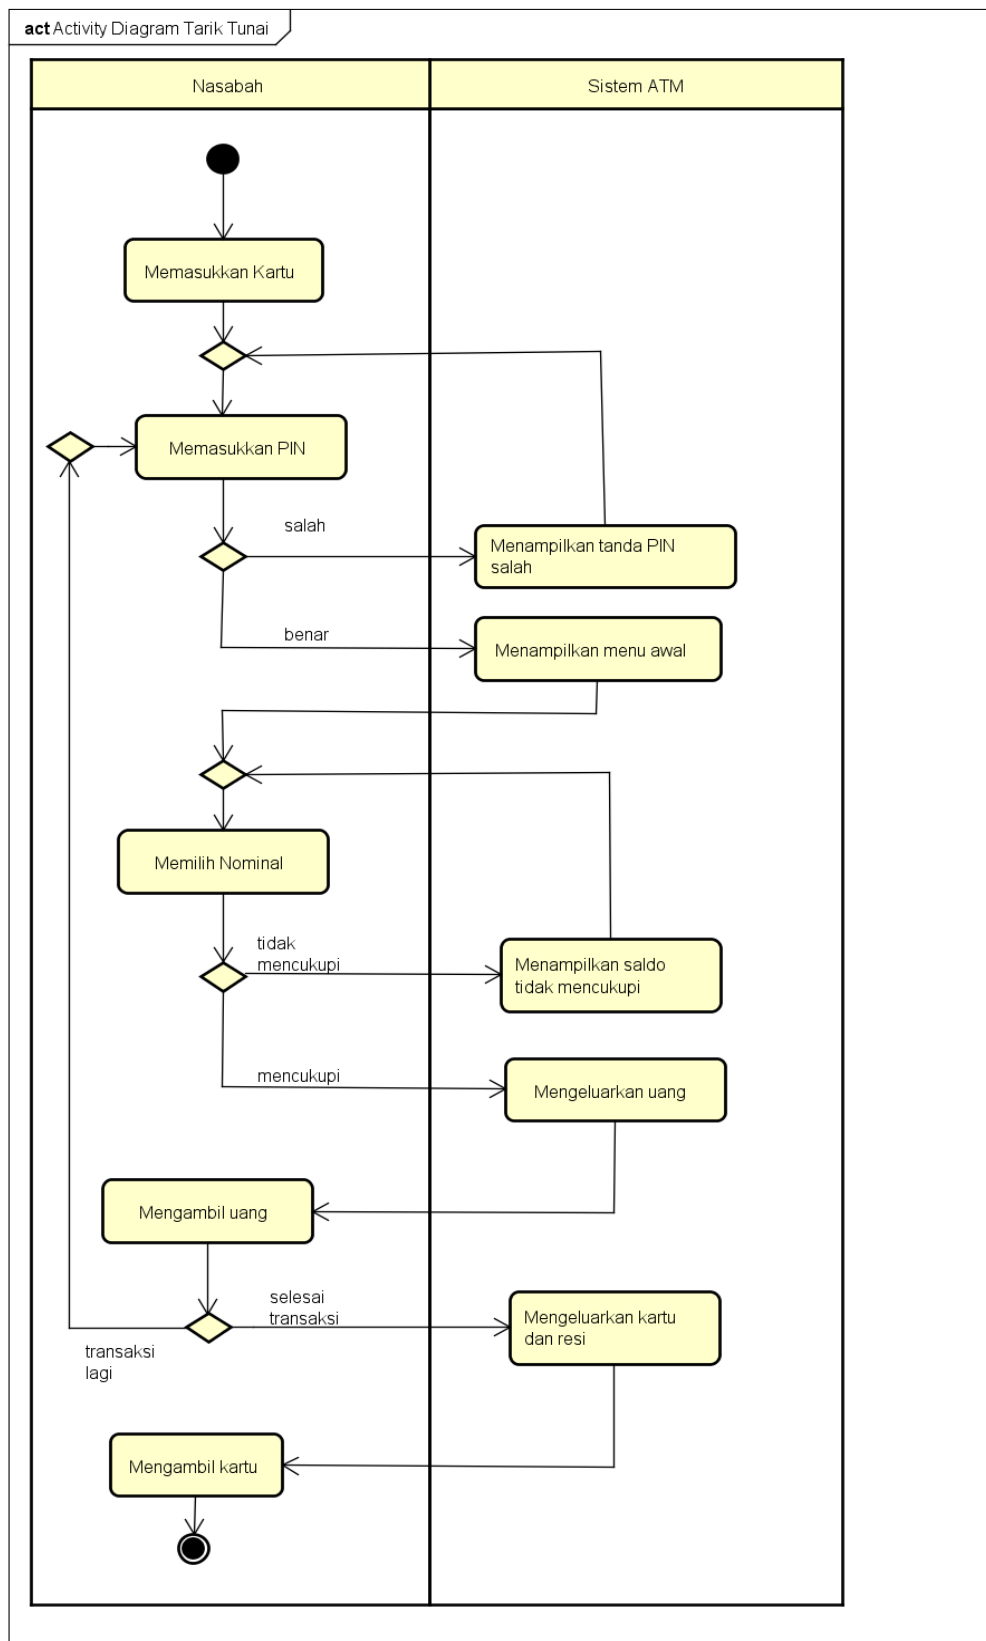 act Activity Diagram Tarik Tunai
Nasabah
Sistem ATM
Memasukkan Kartu
Memasukkan PIN
salah
Menampilkan tanda PIN
salah
benar
Menampilkan menu awal
Memilih Nominal
tidak
mencukupi
Menampilkan saldo
tidak mencukupi
mencukupi
Mengeluarkan uang
Mengambil uang
selesai
transaksi
Mengeluarkan kartu
dan resi
transaksi
lagi
Mengambil kartu